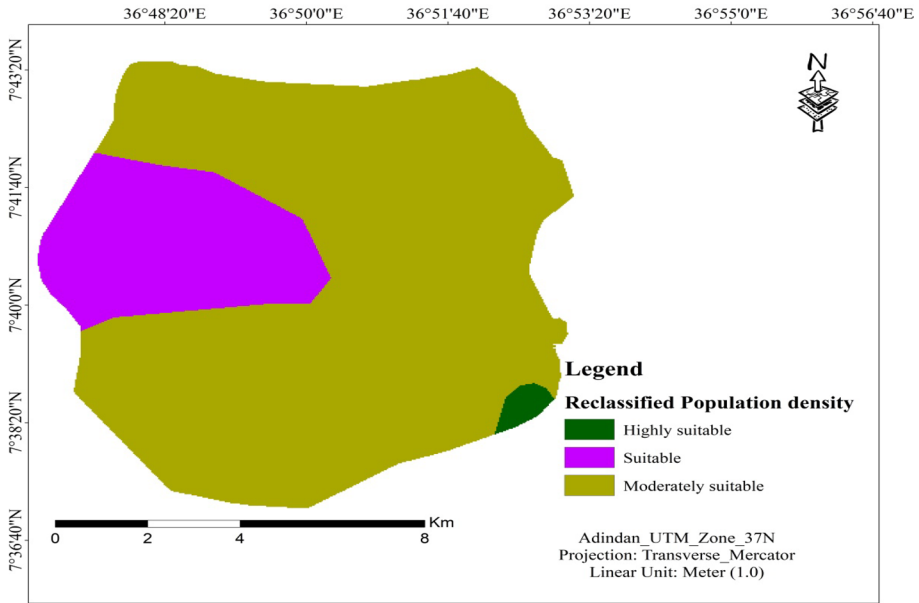 36°48'20"E 36°50'0"E 36°51'40"E 36°53'20"E 36°55'0"E 36°56'40"E
N
7°43'20"N
7°41'40"N
7°40'0"N
7°38'20"N
7°36'40"N
Legend
Reclassified Population density
Highly suitable
Suitable
Moderately suitable
Km
0 2 4 8
Adindan_UTM_Zone_37N
Projection: Transverse_Mercator
Linear Unit: Meter (1.0)